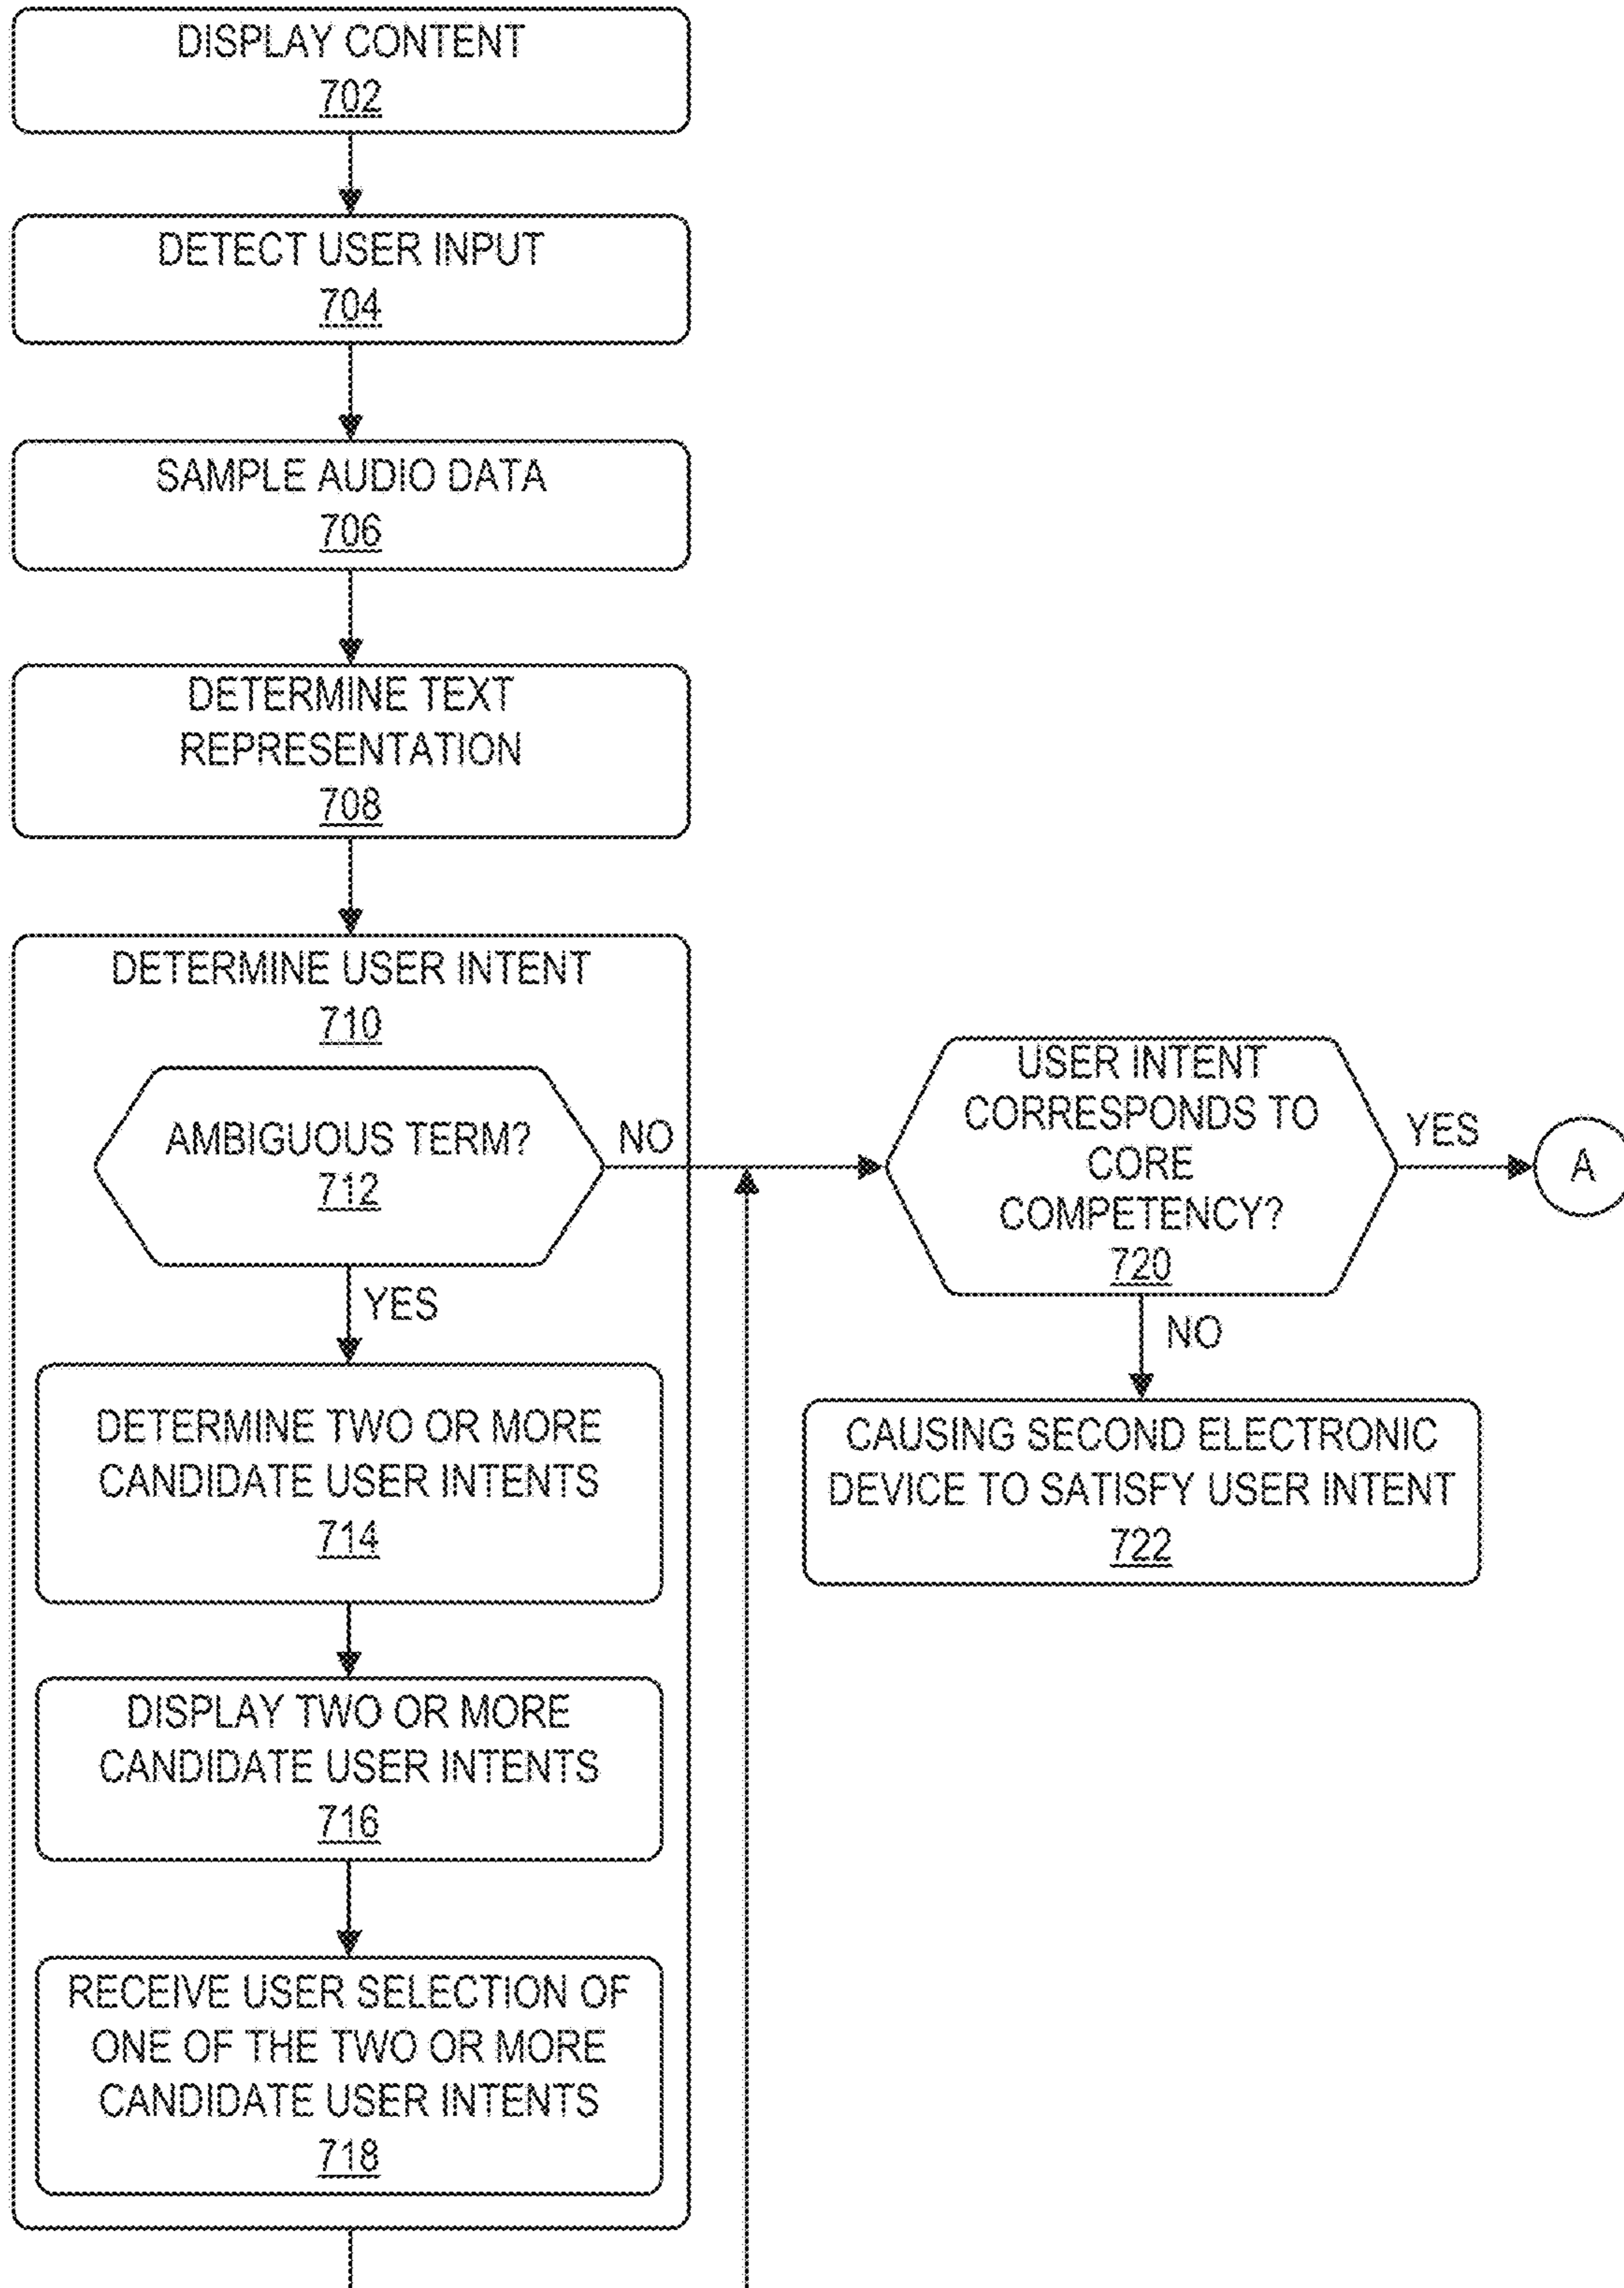 DISPLAY CONTENT
702
DETECT USER INPUT
704
SAMPLE AUDIO DATA
706
DETERMINE TEXT
REPRESENTATION
708
DETERMINE USER INTENT
710
AMBIGUOUS TERM?
712
NO
YES
DETERMINE TWO OR MORE
CANDIDATE USER INTENTS
714
DISPLAY TWO OR MORE
CANDIDATE USER INTENTS
716
RECEIVE USER SELECTION OF
ONE OF THE TWO OR MORE
CANDIDATE USER INTENTS
718
USER INTENT
CORRESPONDS TO
CORE
COMPETENCY?
720
YES
A
NO
CAUSING SECOND ELECTRONIC
DEVICE TO SATISFY USER INTENT
722